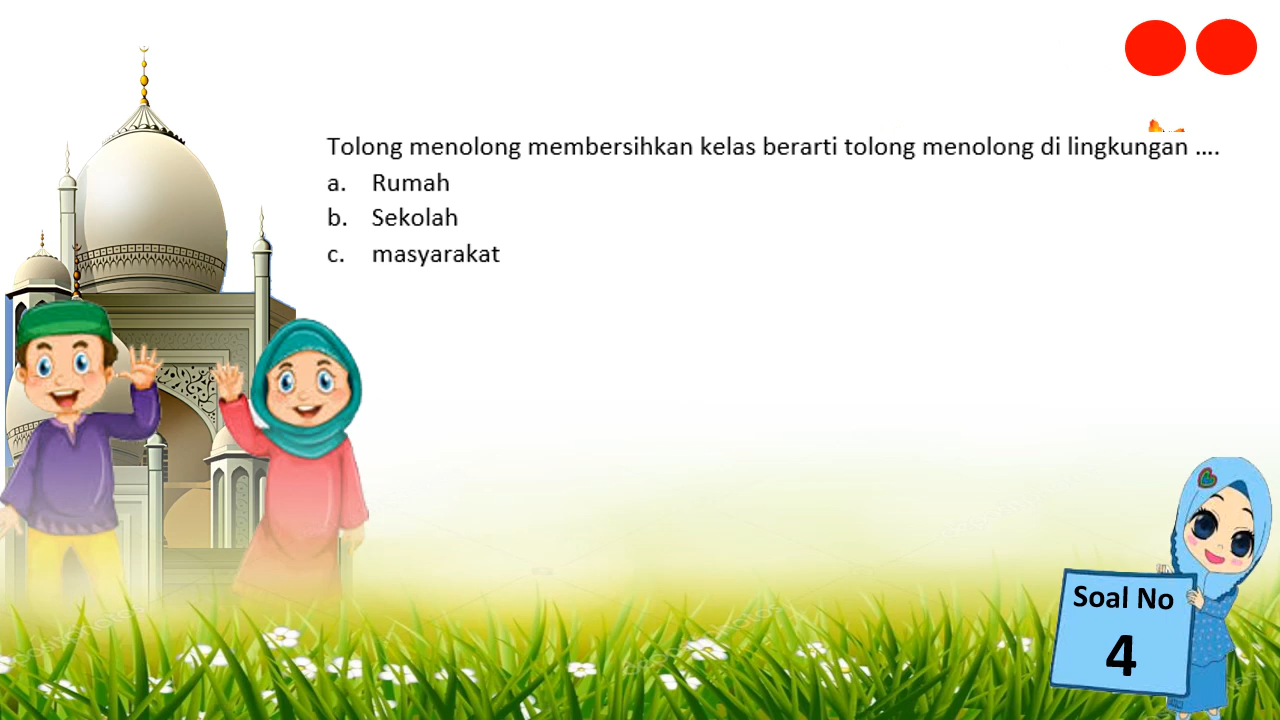 Tolong menolong membersihkan kelas berarti tolong menolong di lingkungan ....
a. Rumah
b. Sekolah
c. masyarakat
Soal No
4